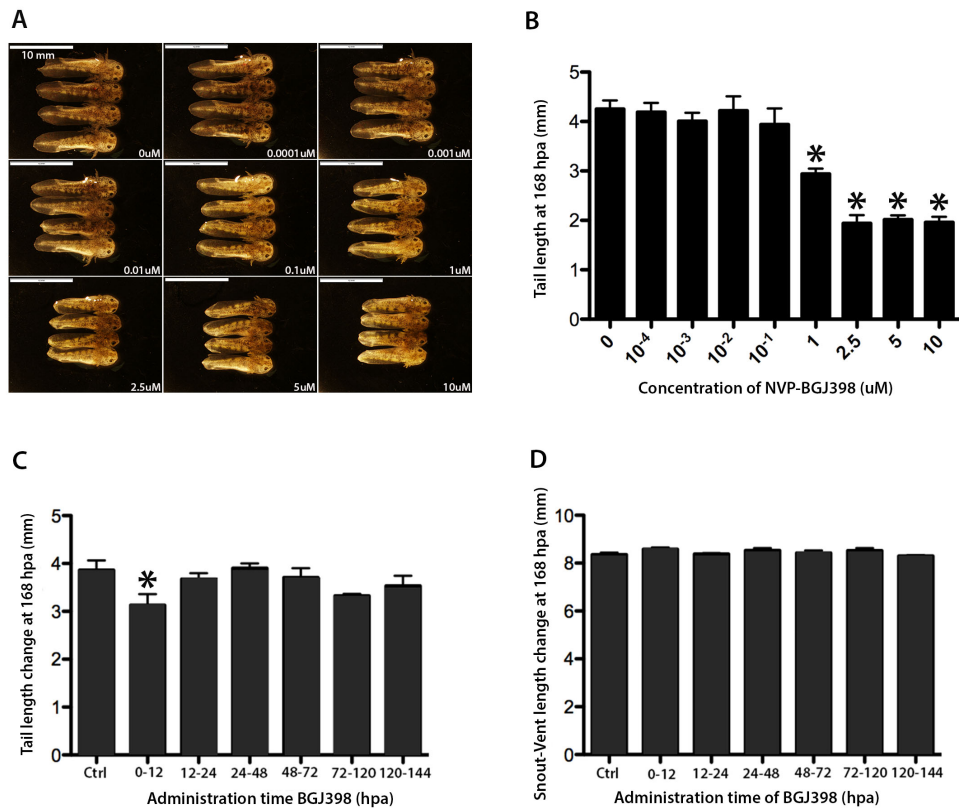 A
10 mm
0uM
0.0001uM
0.001uM
0.01uM
0.1uM
1uM
2.5uM
5uM
10uM
B
Tail length at 168 hpa (mm)
5
4
3
2
1
0
* * * *
0 10-4 10-3 10-2 10-1 1 2.5 5 10
Concentration of NVP-BGJ398 (uM)
C
Tail length change at 168 hpa (mm)
5
4
3
2
1
0
*
Ctrl 0-12 12-24 24-48 48-72 72-120 120-144
Administration time BGJ398 (hpa)
D
Snout-Vent length change at 168 hpa (mm)
10
8
6
4
2
0
Ctrl 0-12 12-24 24-48 48-72 72-120 120-144
Administration time of BGJ398 (hpa)